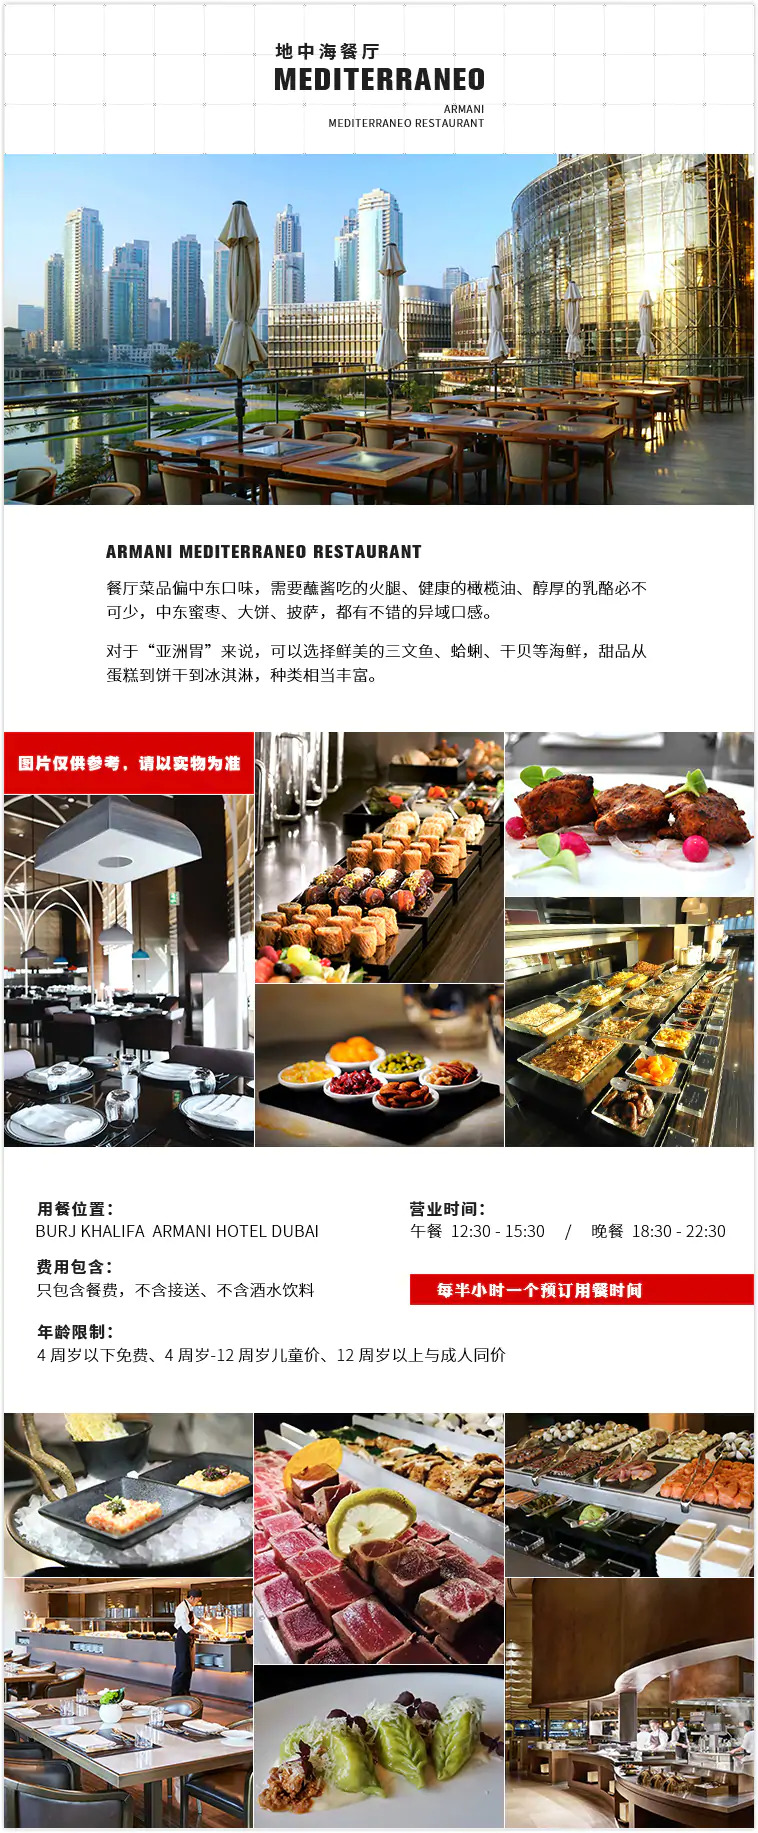 地中海餐厅
MEDITERRANEO
ARMANI
MEDITERRANEO RESTAURANT
ARMANI MEDITERRANEO RESTAURANT
餐厅菜品偏中东口味，需要蘸酱吃的火腿、健康的橄榄油、醇厚的乳酪必不
可少，中东蜜枣、大饼、披萨，都有不错的异域口感。
对于“亚洲胃”来说，可以选择鲜美的三文鱼、蛤蜊、干贝等海鲜，甜品从
蛋糕到饼干到冰淇淋，种类相当丰富。
图片仅供参考，请以实物为准
用餐位置：
BURJ KHALIFA ARMANI HOTEL DUBAI
费用包含：
只包含餐费，不含接送、不含酒水饮料
年龄限制：
4 周岁以下免费、4 周岁-12 周岁儿童价、12 周岁以上与成人同价
营业时间：
午餐 12:30 - 15:30 / 晚餐 18:30 - 22:30
每半小时一个预订用餐时间